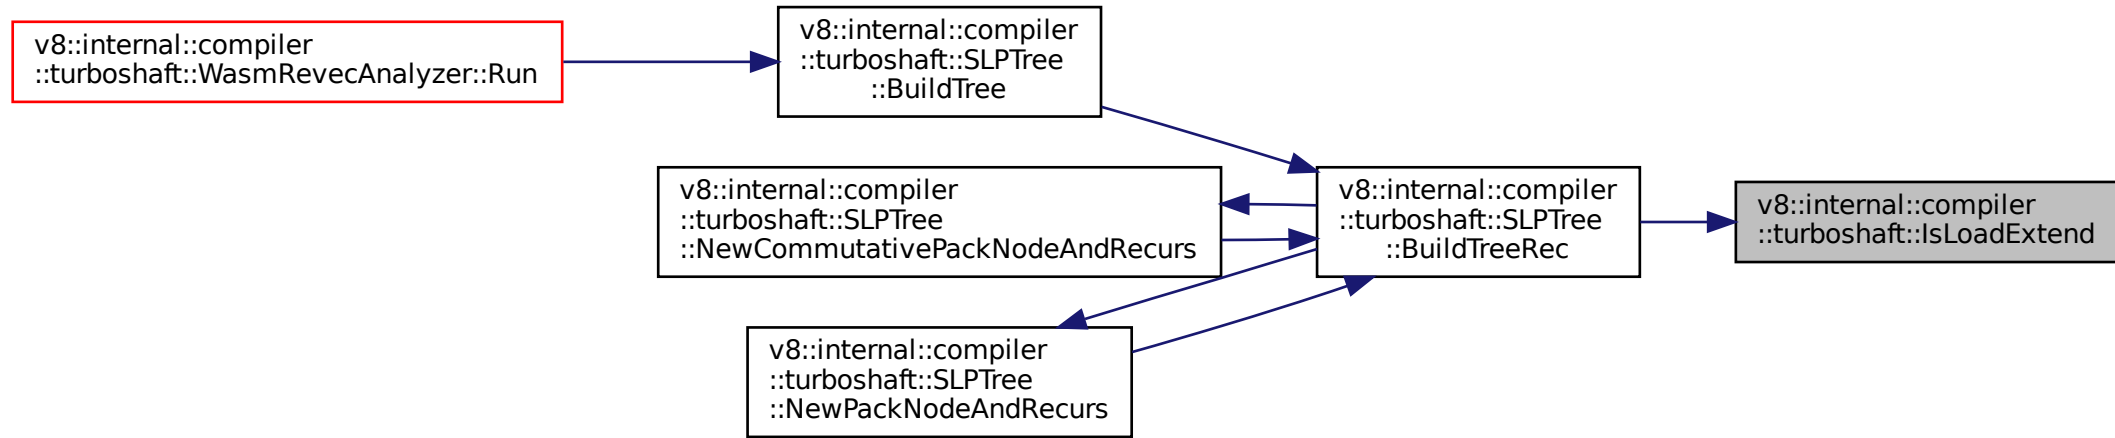 v8::internal::compiler
::turboshaft::WasmRevecAnalyzer::Run
v8::internal::compiler
::turboshaft::SLPTree
::BuildTree
v8::internal::compiler
::turboshaft::SLPTree
::NewCommutativePackNodeAndRecurs
v8::internal::compiler
::turboshaft::SLPTree
::NewPackNodeAndRecurs
v8::internal::compiler
::turboshaft::SLPTree
::BuildTreeRec
v8::internal::compiler
::turboshaft::IsLoadExtend